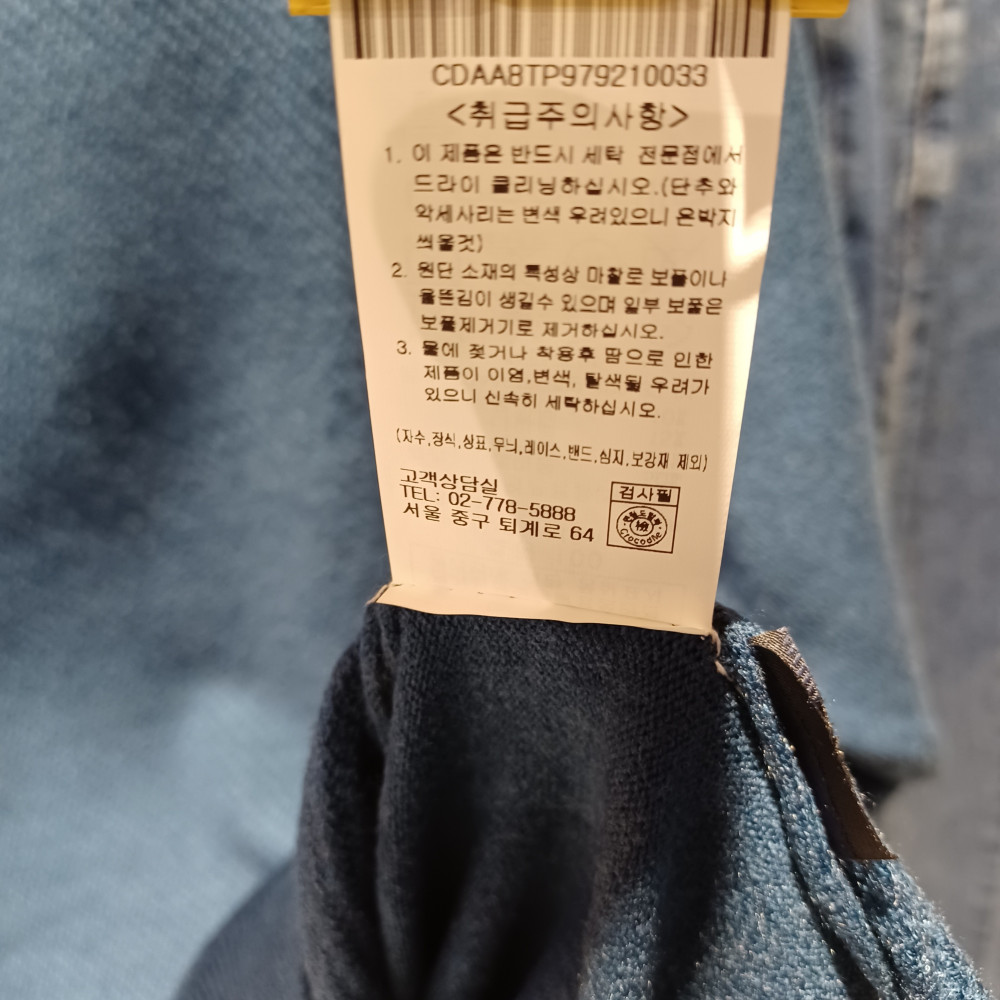 CDAA8TP979210033
<취급주의사항>
1. 이 제품은 반드시 세탁 전문점에서
드라이 클리닝하십시오.(단추와
악세사리는 변색 우려있으니 은박지
씌울것)
2. 원단 소재의 특성상 마찰로 보풀이나
올뜯김이 생길수 있으며 일부 보풀은
보풀제거기로 제거하십시오.
3. 물에 젖거나 착용후 땀으로 인한
제품이 이염,변색, 탈색될 우려가
있으니 신속히 세탁하십시오.
(자수,장식,상표,무늬,레이스,밴드,심지,보강재 제외)
고객상담실
TEL: 02-778-5888
서울 중구 퇴계로 64
검사필
Crocodile